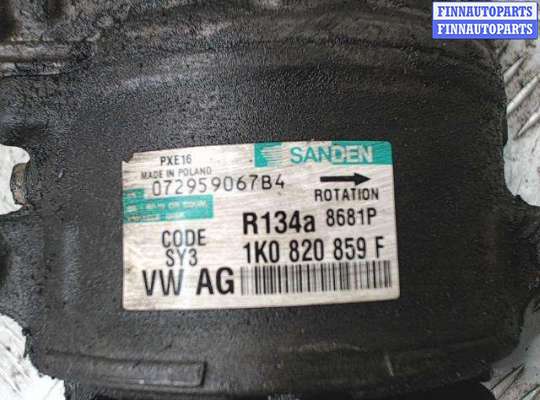 FINNAUTOPARTS
FINNAUTOPARTS
PXE16
MADE IN POLAND
SANDEN
072959067B4
ROTATION
R134a 8681P
CODE
SY3
1K0 820 859 F
VW AG